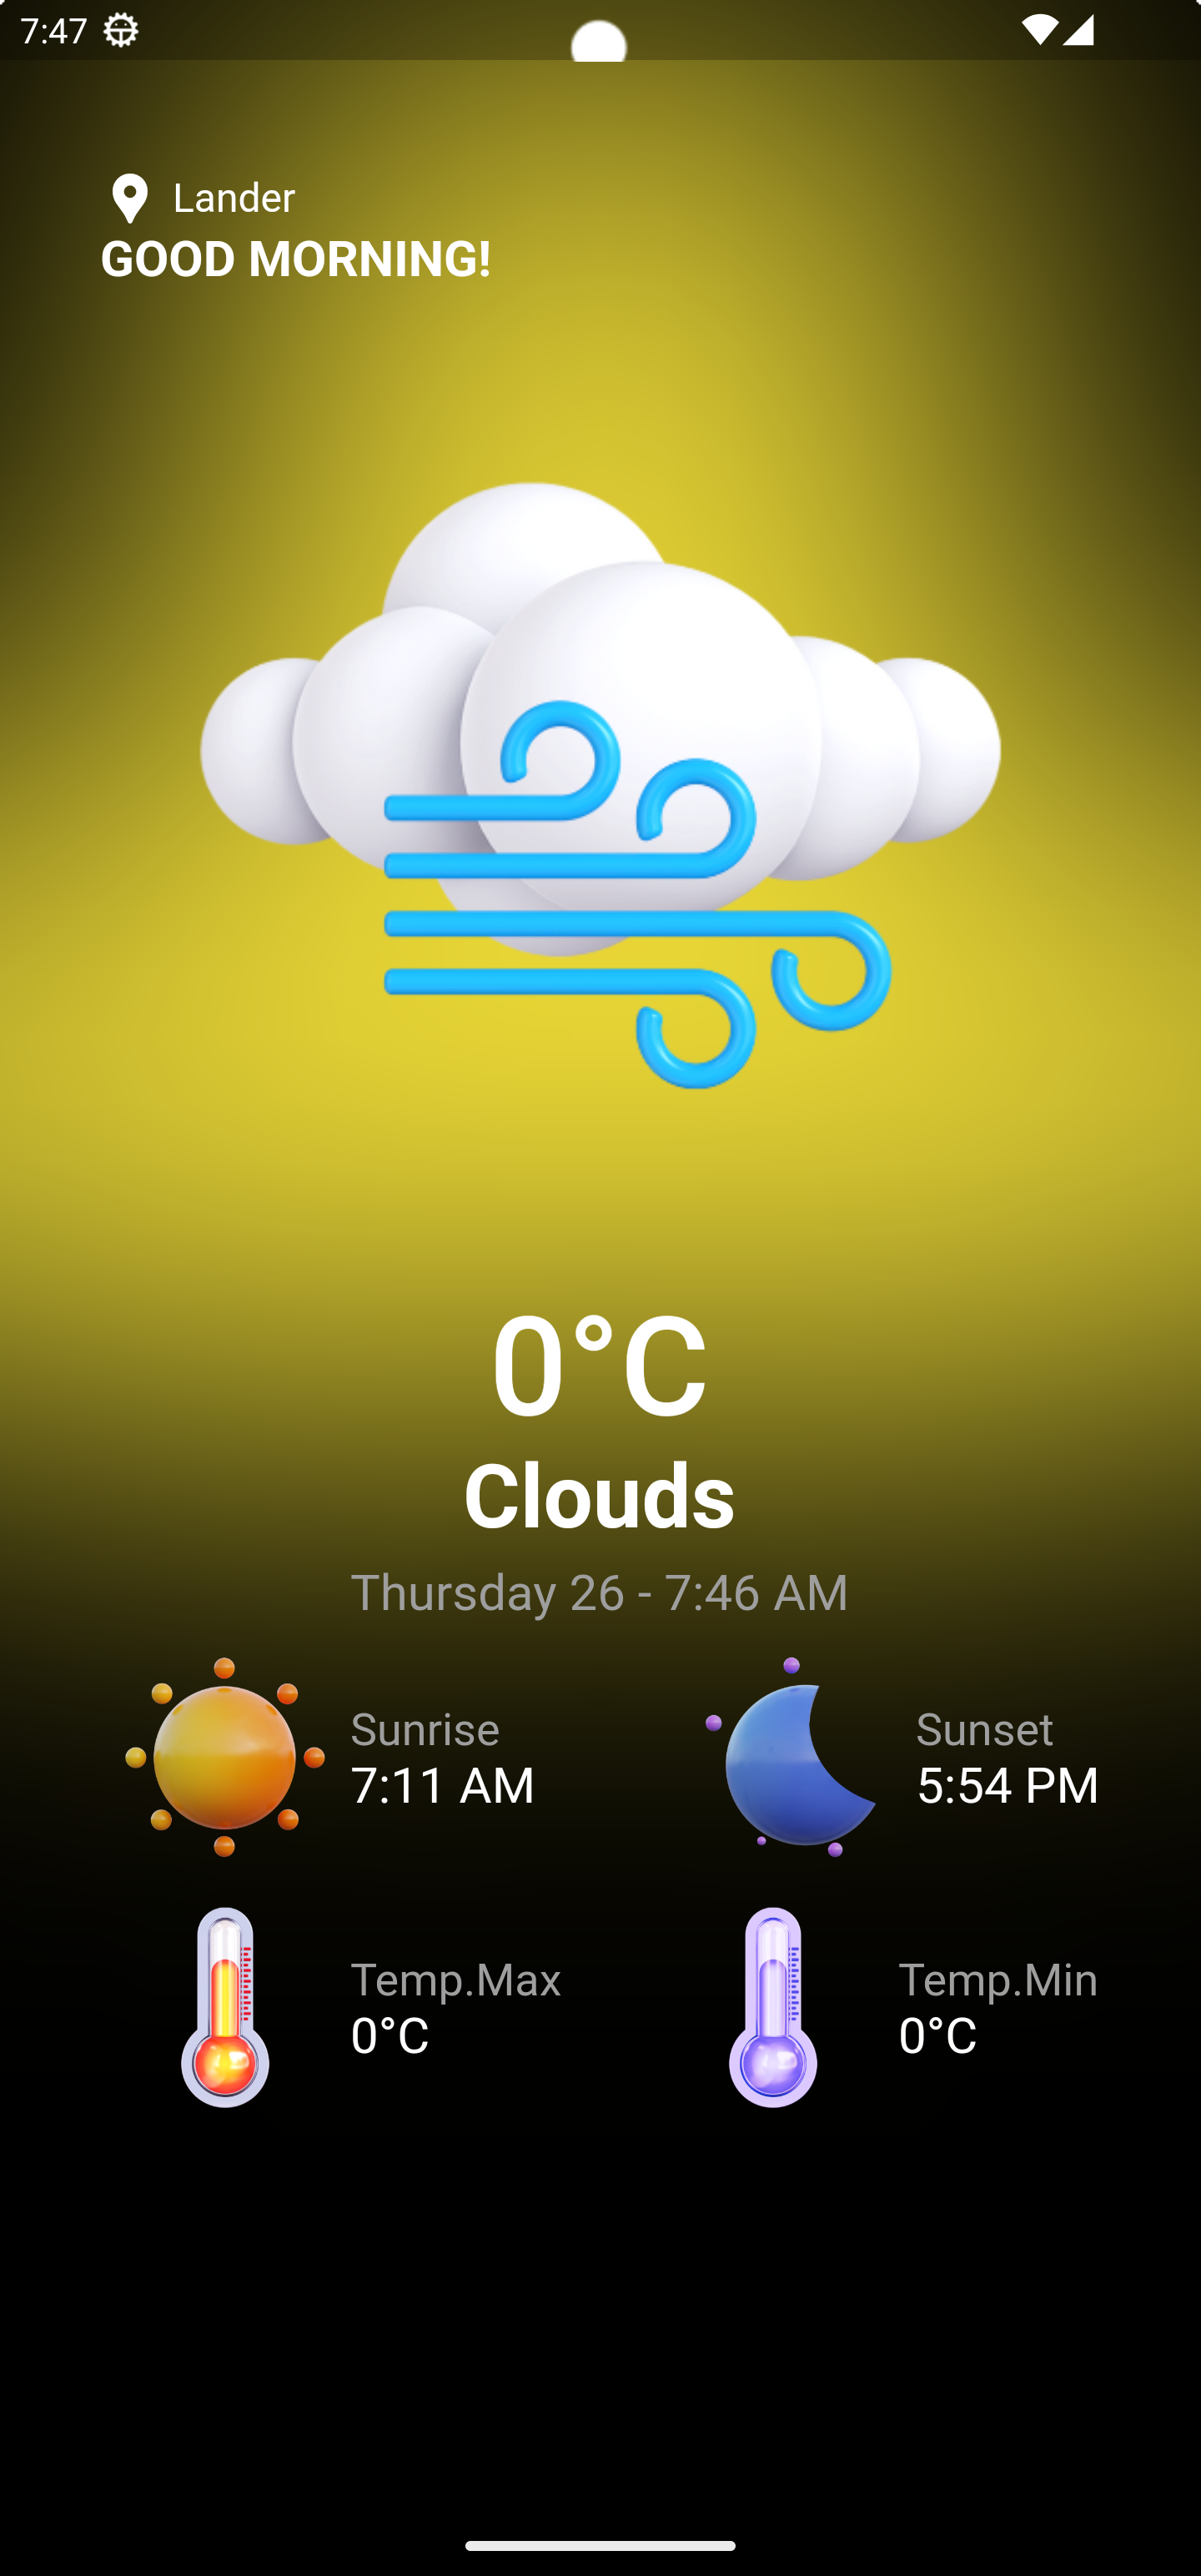 7:47
Lander
GOOD MORNING!
0°C
Clouds
Thursday 26 - 7:46 AM
Sunrise
7:11 AM
Sunset
5:54 PM
Temp.Max
0°C
Temp.Min
0°C